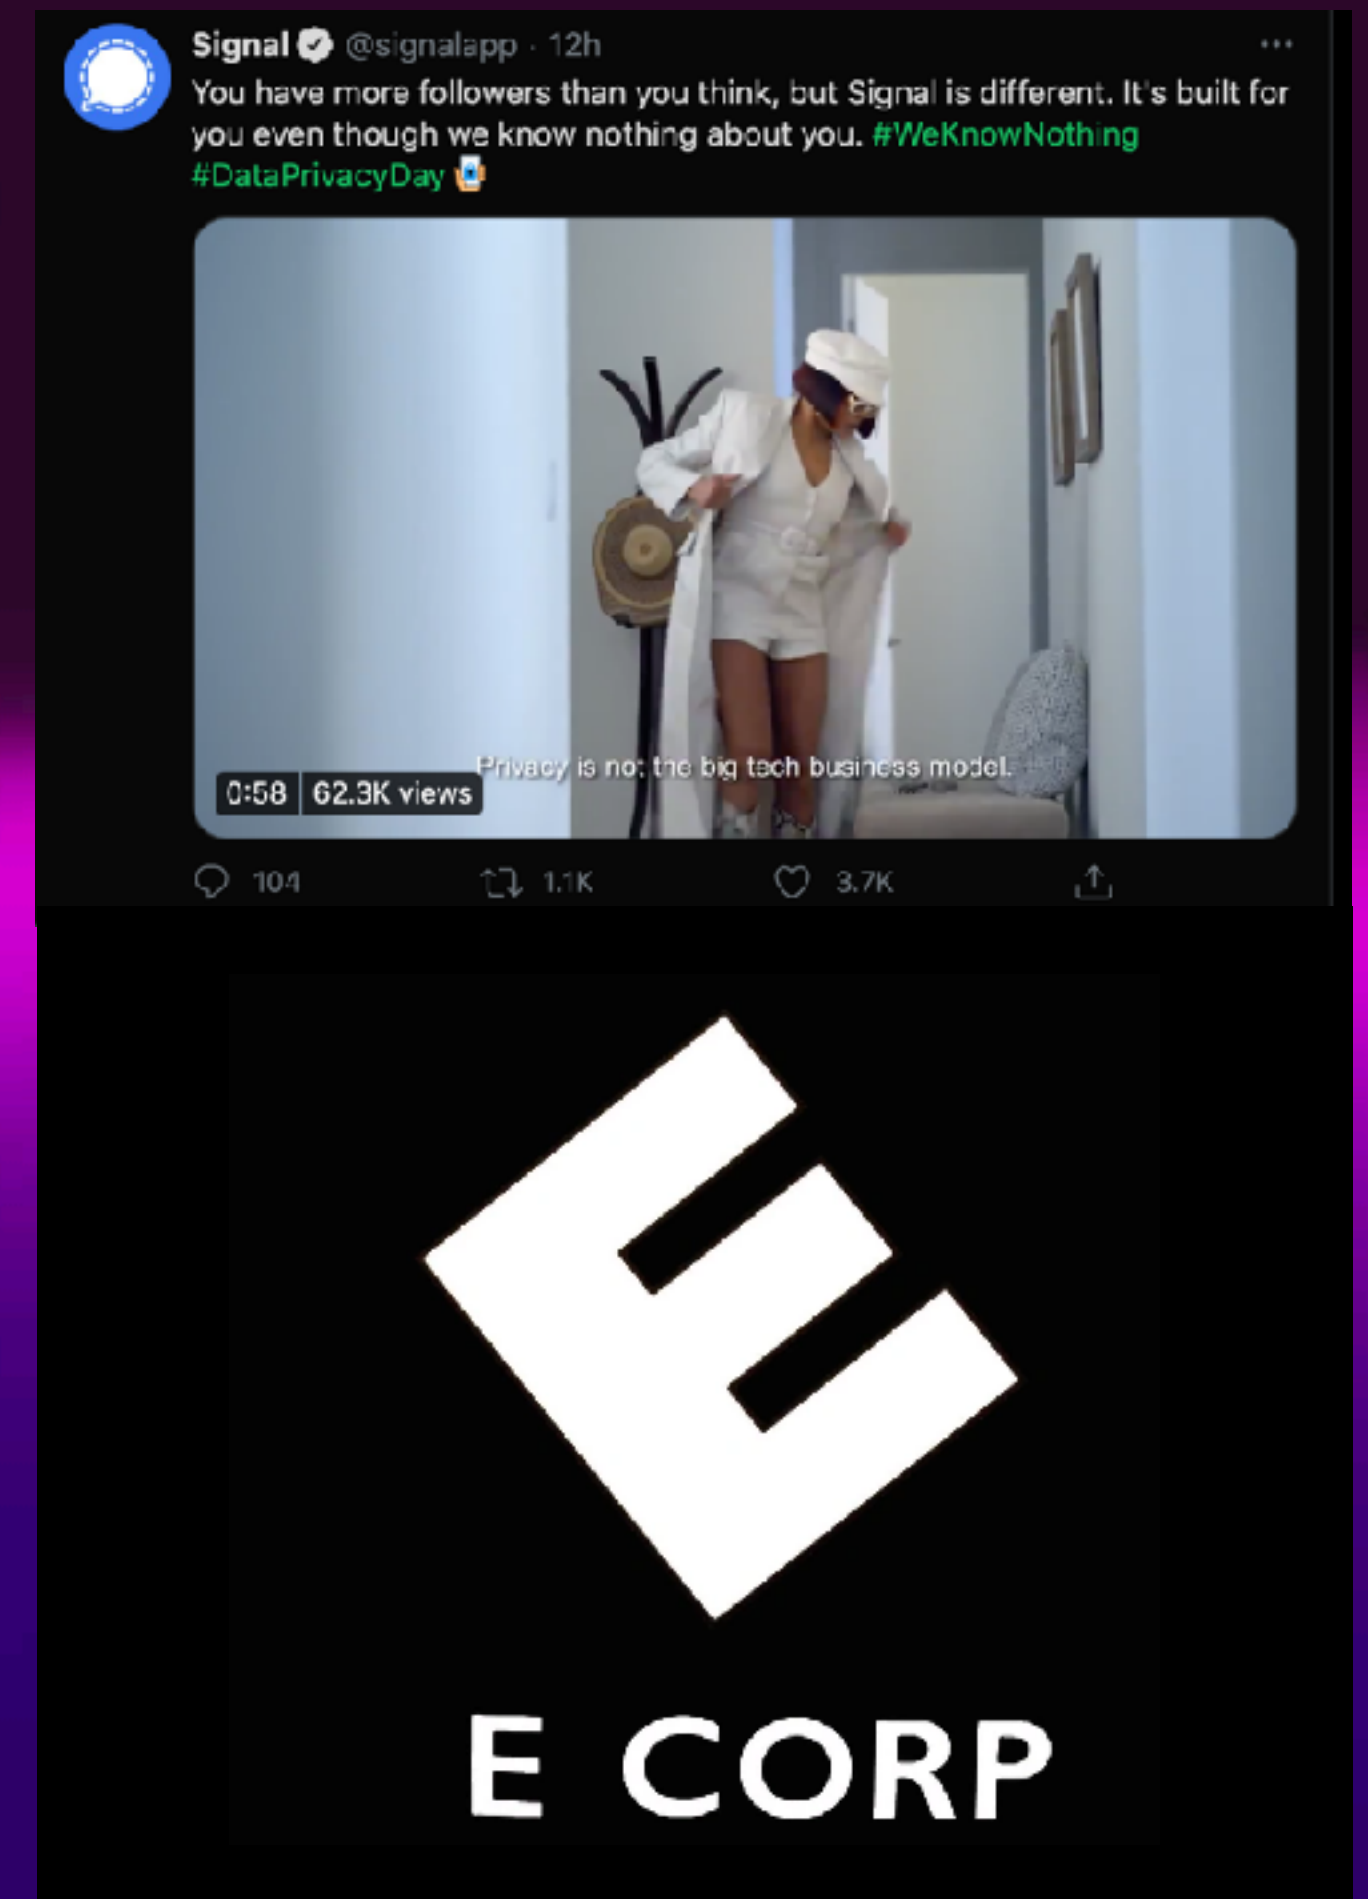 Signal @signalapp · 12h
You have more followers than you think, but Signal is different. It's built for
you even though we know nothing about you. #WeKnowNothing
#DataPrivacyDay
Privacy is not the big tech business model.
0:58 62.3K views
104 1.1K 3.7K
E CORP